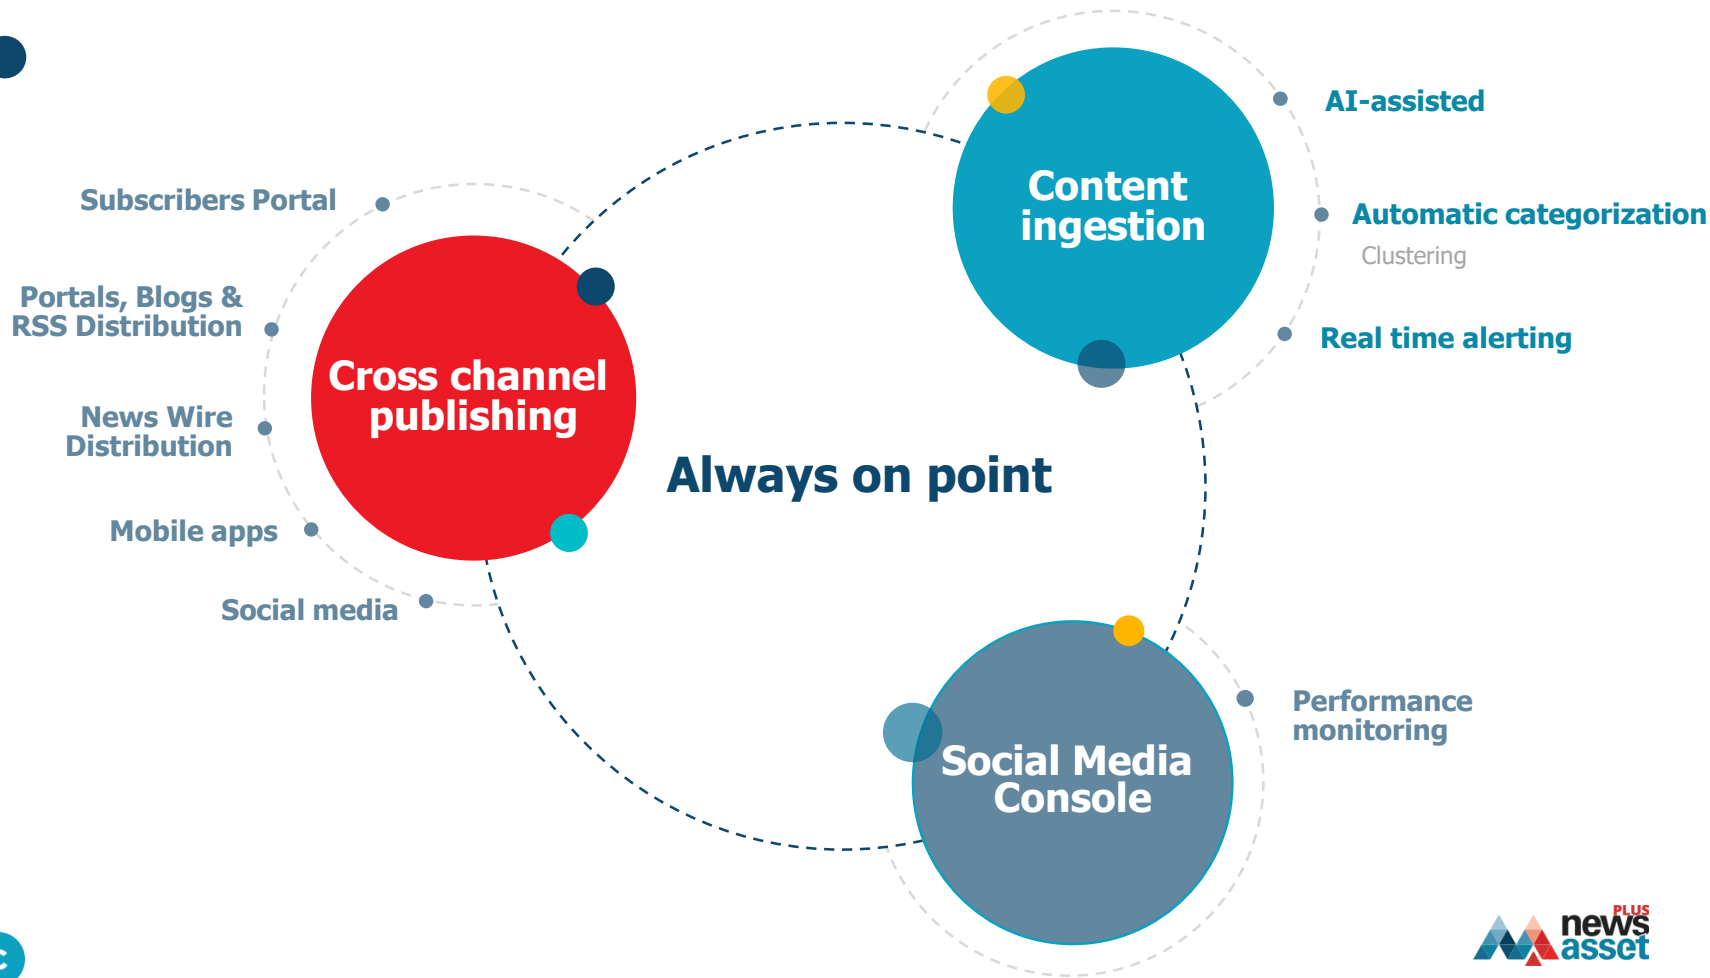 AI-assisted
Content
ingestion
Automatic categorization
Clustering
Real time alerting
Subscribers Portal
Portals, Blogs &
RSS Distribution
News Wire
Distribution
Mobile apps
Social media
Cross channel
publishing
Always on point
Social Media
Console
Performance
monitoring
PLUS
news
asset